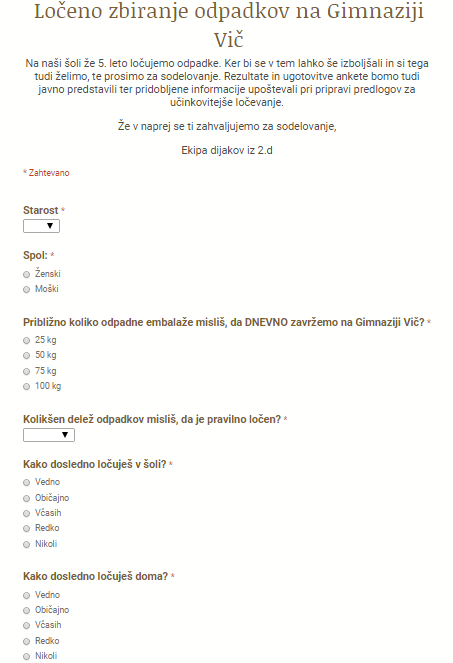 Ločeno zbiranje odpadkov na Gimnaziji
Vič
Na naši šoli že 5. leto ločujemo odpadke. Ker bi se v tem lahko še izboljšali in si tega
tudi želimo, te prosimo za sodelovanje. Rezultate in ugotovitve ankete bomo tudi
javno predstavili ter pridobljene informacije upoštevali pri pripravi predlogov za
učinkovitejše ločevanje.
Že v naprej se ti zahvaljujemo za sodelovanje,
Ekipa dijakov iz 2.d
* Zahtevano
Starost *
Spol: *
Ženski
Moški
Približno koliko odpadne embalaže misliš, da DNEVNO zavržemo na Gimnaziji Vič? *
25 kg
50 kg
75 kg
100 kg
Kolikšen delež odpadkov misliš, da je pravilno ločen? *
Kako dosledno ločuješ v šoli? *
Vedno
Običajno
Včasih
Redko
Nikoli
Kako dosledno ločuješ doma? *
Vedno
Običajno
Včasih
Redko
Nikoli